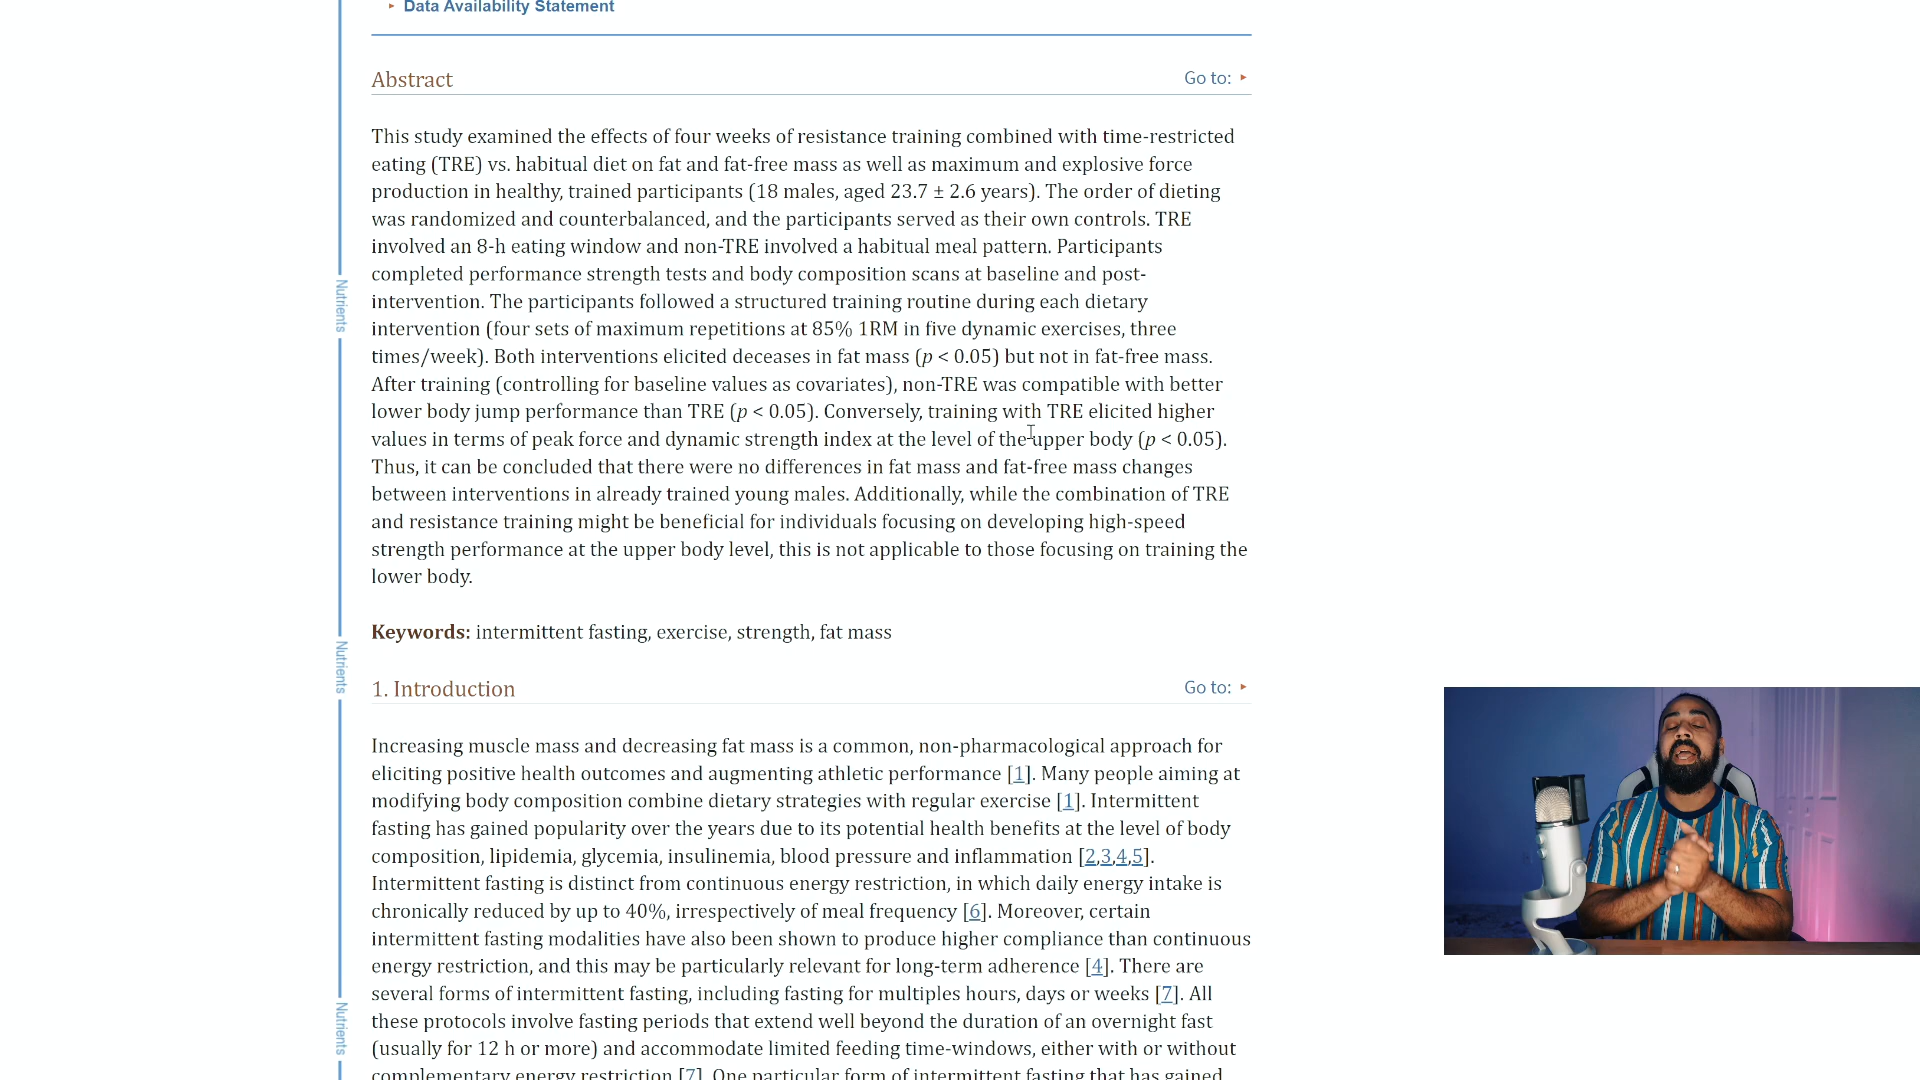 Data Availability Statement
Abstract
Go to:
This study examined the effects of four weeks of resistance training combined with time-restricted
eating (TRE) vs. habitual diet on fat and fat-free mass as well as maximum and explosive force
production in healthy, trained participants (18 males, aged 23.7 ± 2.6 years). The order of dieting
was randomized and counterbalanced, and the participants served as their own controls. TRE
involved an 8-h eating window and non-TRE involved a habitual meal pattern. Participants
completed performance strength tests and body composition scans at baseline and post-
intervention. The participants followed a structured training routine during each dietary
intervention (four sets of maximum repetitions at 85% 1RM in five dynamic exercises, three
times/week). Both interventions elicited deceases in fat mass (p < 0.05) but not in fat-free mass.
After training (controlling for baseline values as covariates), non-TRE was compatible with better
lower body jump performance than TRE (p < 0.05). Conversely, training with TRE elicited higher
values in terms of peak force and dynamic strength index at the level of the upper body (p < 0.05).
Thus, it can be concluded that there were no differences in fat mass and fat-free mass changes
between interventions in already trained young males. Additionally, while the combination of TRE
and resistance training might be beneficial for individuals focusing on developing high-speed
strength performance at the upper body level, this is not applicable to those focusing on training the
lower body.
Keywords: intermittent fasting, exercise, strength, fat mass
1. Introduction
Go to:
Increasing muscle mass and decreasing fat mass is a common, non-pharmacological approach for
eliciting positive health outcomes and augmenting athletic performance [1]. Many people aiming at
modifying body composition combine dietary strategies with regular exercise [1]. Intermittent
fasting has gained popularity over the years due to its potential health benefits at the level of body
composition, lipidemia, glycemia, insulinemia, blood pressure and inflammation [2,3,4,5].
Intermittent fasting is distinct from continuous energy restriction, in which daily energy intake is
chronically reduced by up to 40%, irrespectively of meal frequency [6]. Moreover, certain
intermittent fasting modalities have also been shown to produce higher compliance than continuous
energy restriction, and this may be particularly relevant for long-term adherence [4]. There are
several forms of intermittent fasting, including fasting for multiples hours, days or weeks [7]. All
these protocols involve fasting periods that extend well beyond the duration of an overnight fast
(usually for 12 h or more) and accommodate limited feeding time-windows, either with or without
complementary energy restriction [7]. One particular form of intermittent fasting that has gained
Nutrients
Nutrients
Nutrients